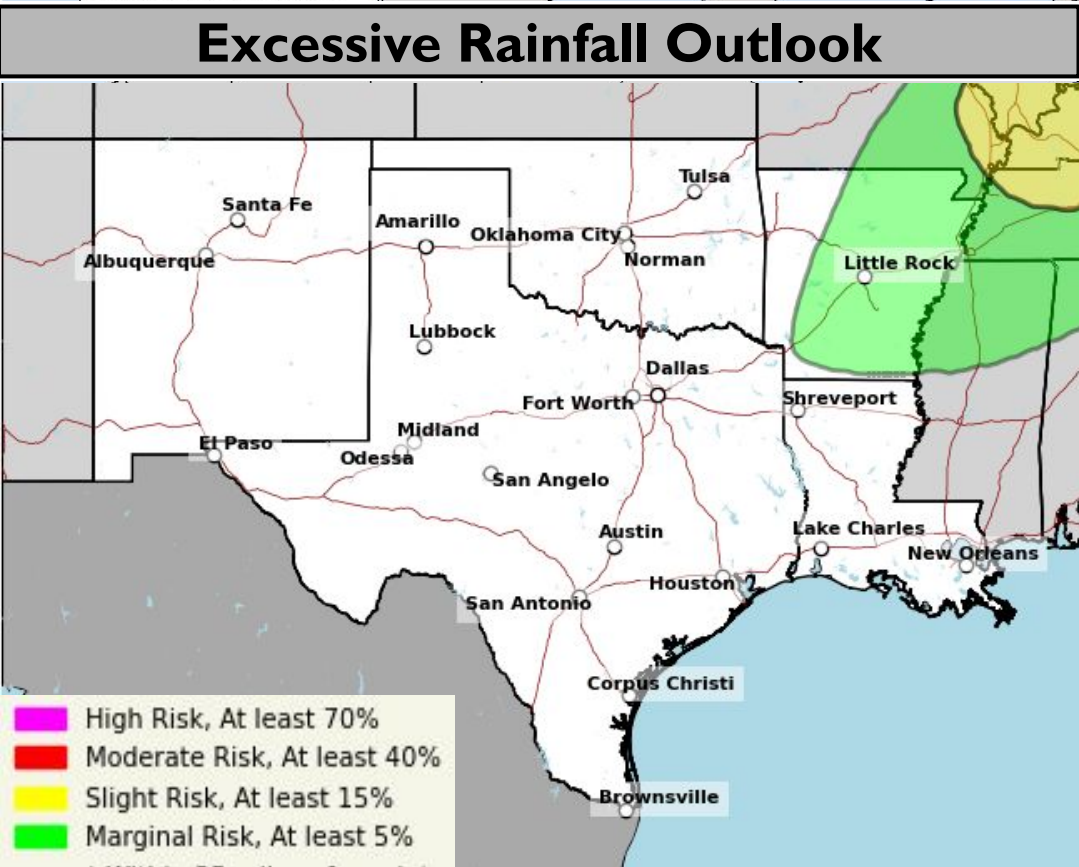 Excessive Rainfall Outlook
Tulsa
Santa Fe
Amarillo
Oklahoma City
Albuquerque
Norman
Little Rock
Lubbock
Dallas
Fort Worth
Shreveport
Midland
El Paso
Odessa
San Angelo
Austin
Lake Charles
New Orleans
Houston
San Antonio
Corpus Christi
Brownsville
High Risk, At least 70%
Moderate Risk, At least 40%
Slight Risk, At least 15%
Marginal Risk, At least 5%